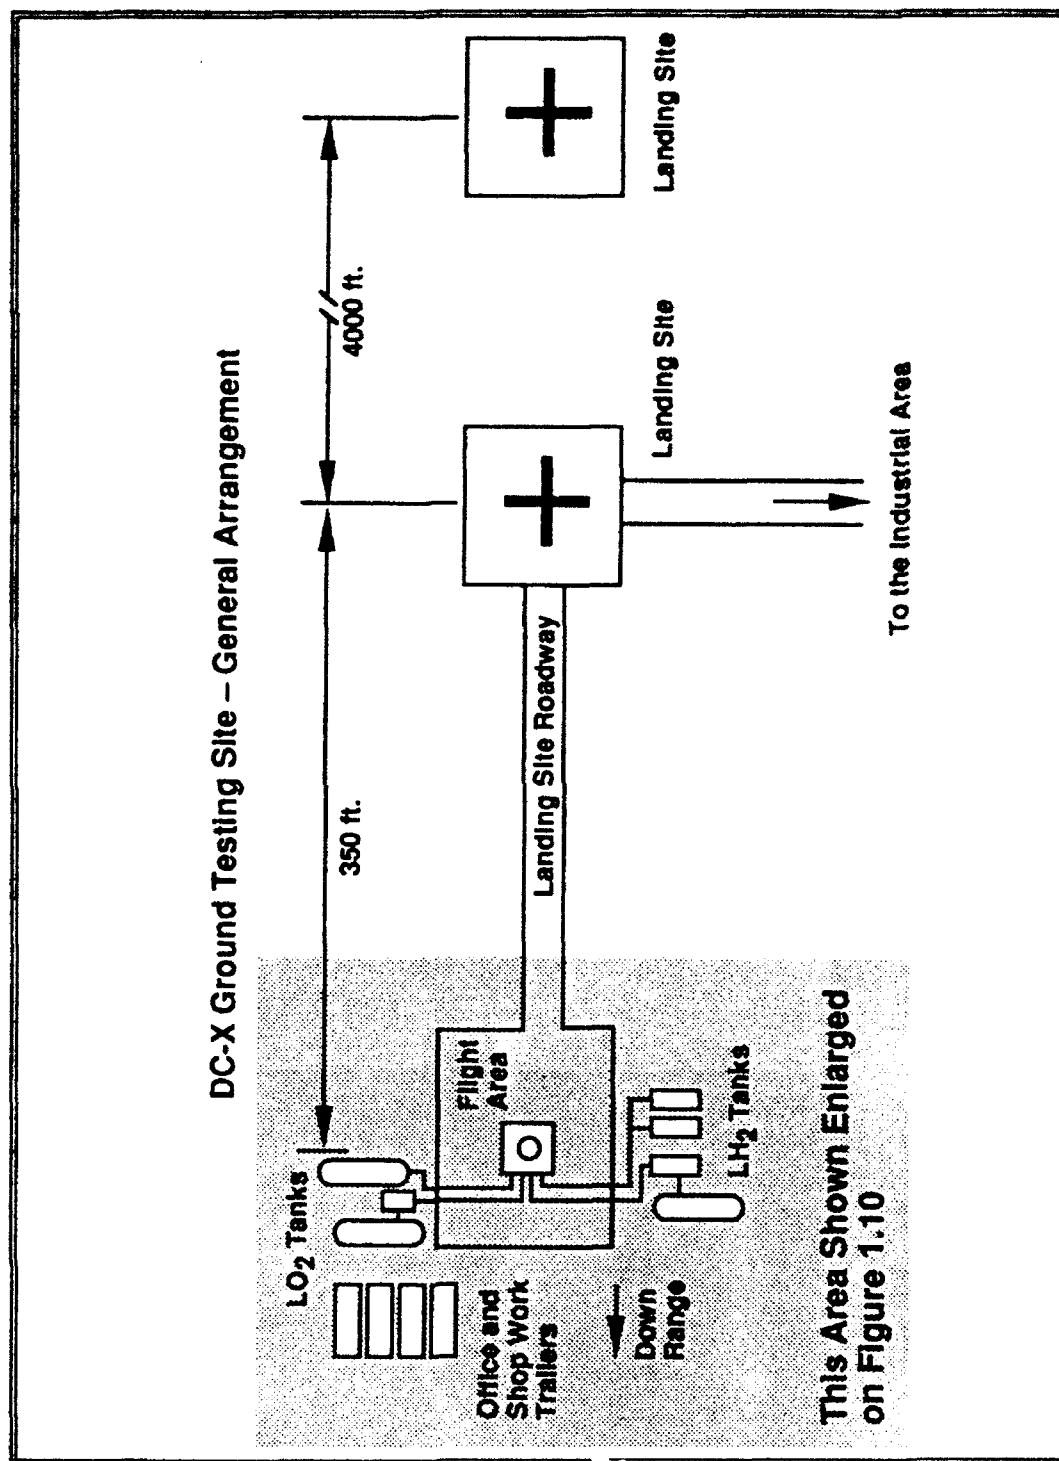 DC-X Ground Testing Site – General Arrangement
350 ft.
4000 ft.
LO2 Tanks
Office and
Shop Work
Trailers
Flight
Area
Landing Site Roadway
Landing Site
Landing Site
Down
Range
LH2 Tanks
To the Industrial Area
This Area Shown Enlarged
on Figure 1.10